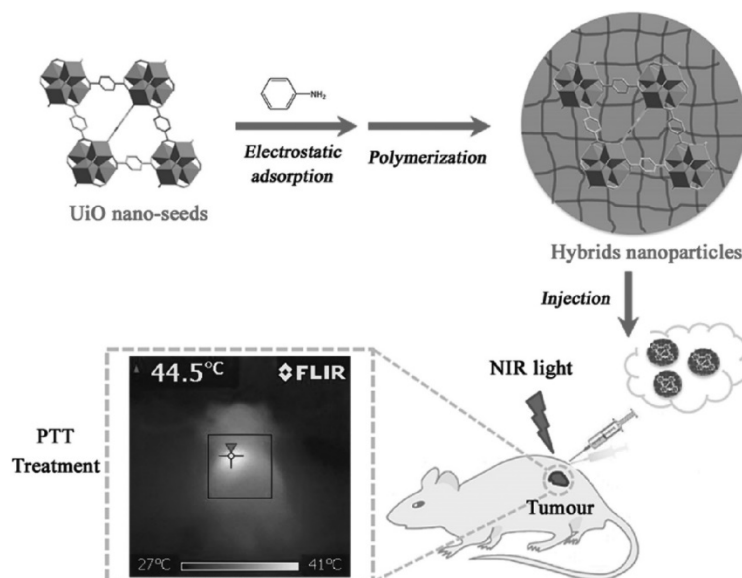 NH₂
Electrostatic
adsorption
Polymerization
UiO nano-seeds
Hybrids nanoparticles
Injection
NIR light
44.5°C
FLIR
PTT
Treatment
Tumour
27°C
41°C